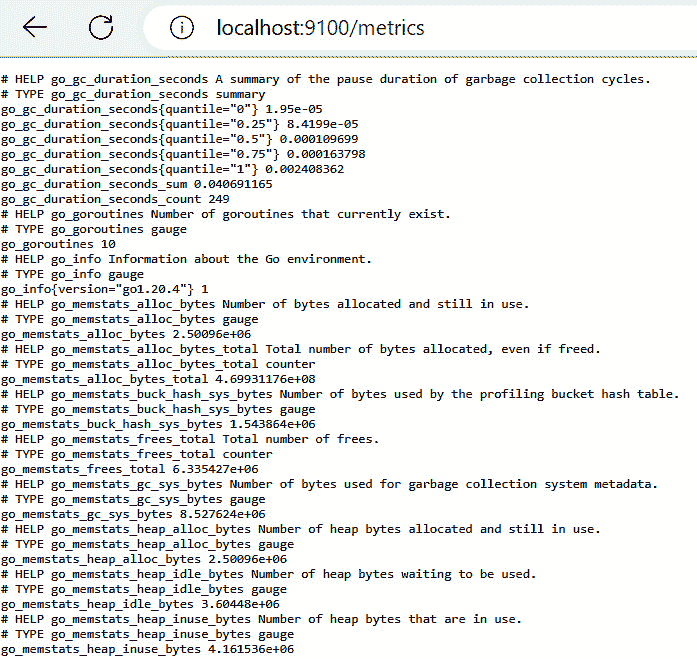 localhost:9100/metrics
# HELP go_gc_duration_seconds A summary of the pause duration of garbage collection cycles.
# TYPE go_gc_duration_seconds summary
go_gc_duration_seconds{quantile="0"} 1.95e-05
go_gc_duration_seconds{quantile="0.25"} 8.4199e-05
go_gc_duration_seconds{quantile="0.5"} 0.000109699
go_gc_duration_seconds{quantile="0.75"} 0.000163798
go_gc_duration_seconds{quantile="1"} 0.002408362
go_gc_duration_seconds_sum 0.040691165
go_gc_duration_seconds_count 249
# HELP go_goroutines Number of goroutines that currently exist.
# TYPE go_goroutines gauge
go_goroutines 10
# HELP go_info Information about the Go environment.
# TYPE go_info gauge
go_info{version="go1.20.4"} 1
# HELP go_memstats_alloc_bytes Number of bytes allocated and still in use.
# TYPE go_memstats_alloc_bytes gauge
go_memstats_alloc_bytes 2.50096e+06
# HELP go_memstats_alloc_bytes_total Total number of bytes allocated, even if freed.
# TYPE go_memstats_alloc_bytes_total counter
go_memstats_alloc_bytes_total 4.69931176e+08
# HELP go_memstats_buck_hash_sys_bytes Number of bytes used by the profiling bucket hash table.
# TYPE go_memstats_buck_hash_sys_bytes gauge
go_memstats_buck_hash_sys_bytes 1.543864e+06
# HELP go_memstats_frees_total Total number of frees.
# TYPE go_memstats_frees_total counter
go_memstats_frees_total 6.335427e+06
# HELP go_memstats_gc_sys_bytes Number of bytes used for garbage collection system metadata.
# TYPE go_memstats_gc_sys_bytes gauge
go_memstats_gc_sys_bytes 8.527624e+06
# HELP go_memstats_heap_alloc_bytes Number of heap bytes allocated and still in use.
# TYPE go_memstats_heap_alloc_bytes gauge
go_memstats_heap_alloc_bytes 2.50096e+06
# HELP go_memstats_heap_idle_bytes Number of heap bytes waiting to be used.
# TYPE go_memstats_heap_idle_bytes gauge
go_memstats_heap_idle_bytes 3.60448e+06
# HELP go_memstats_heap_inuse_bytes Number of heap bytes that are in use.
# TYPE go_memstats_heap_inuse_bytes gauge
go_memstats_heap_inuse_bytes 4.161536e+06